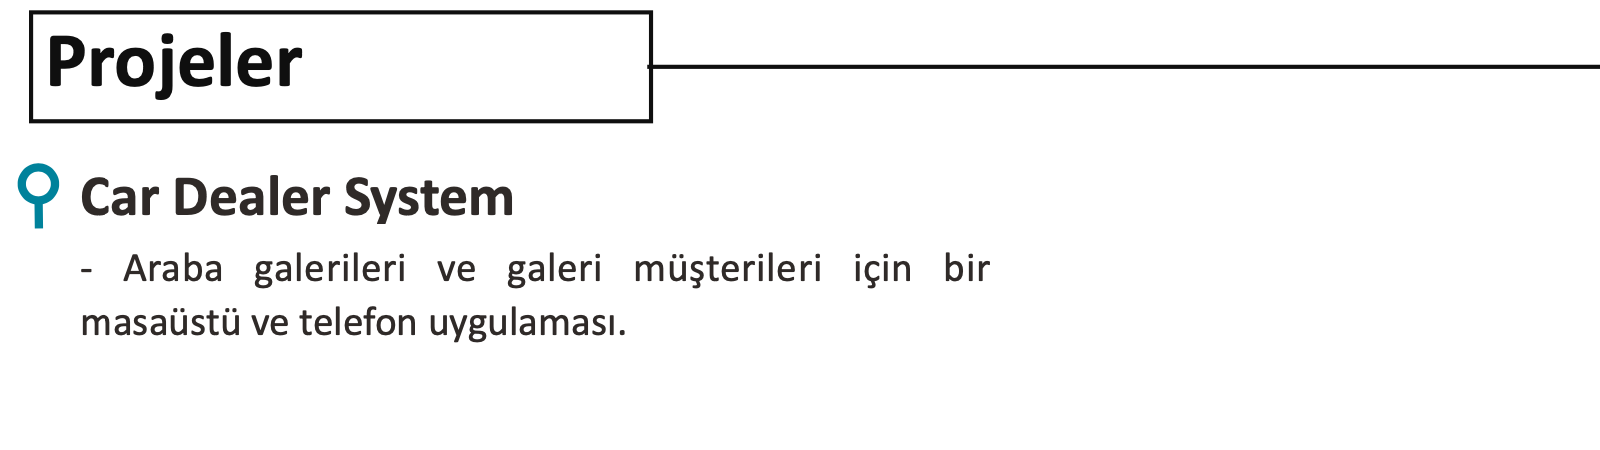 Projeler
Car Dealer System
- Araba galerileri ve galeri müşterileri için bir
masaüstü ve telefon uygulaması.